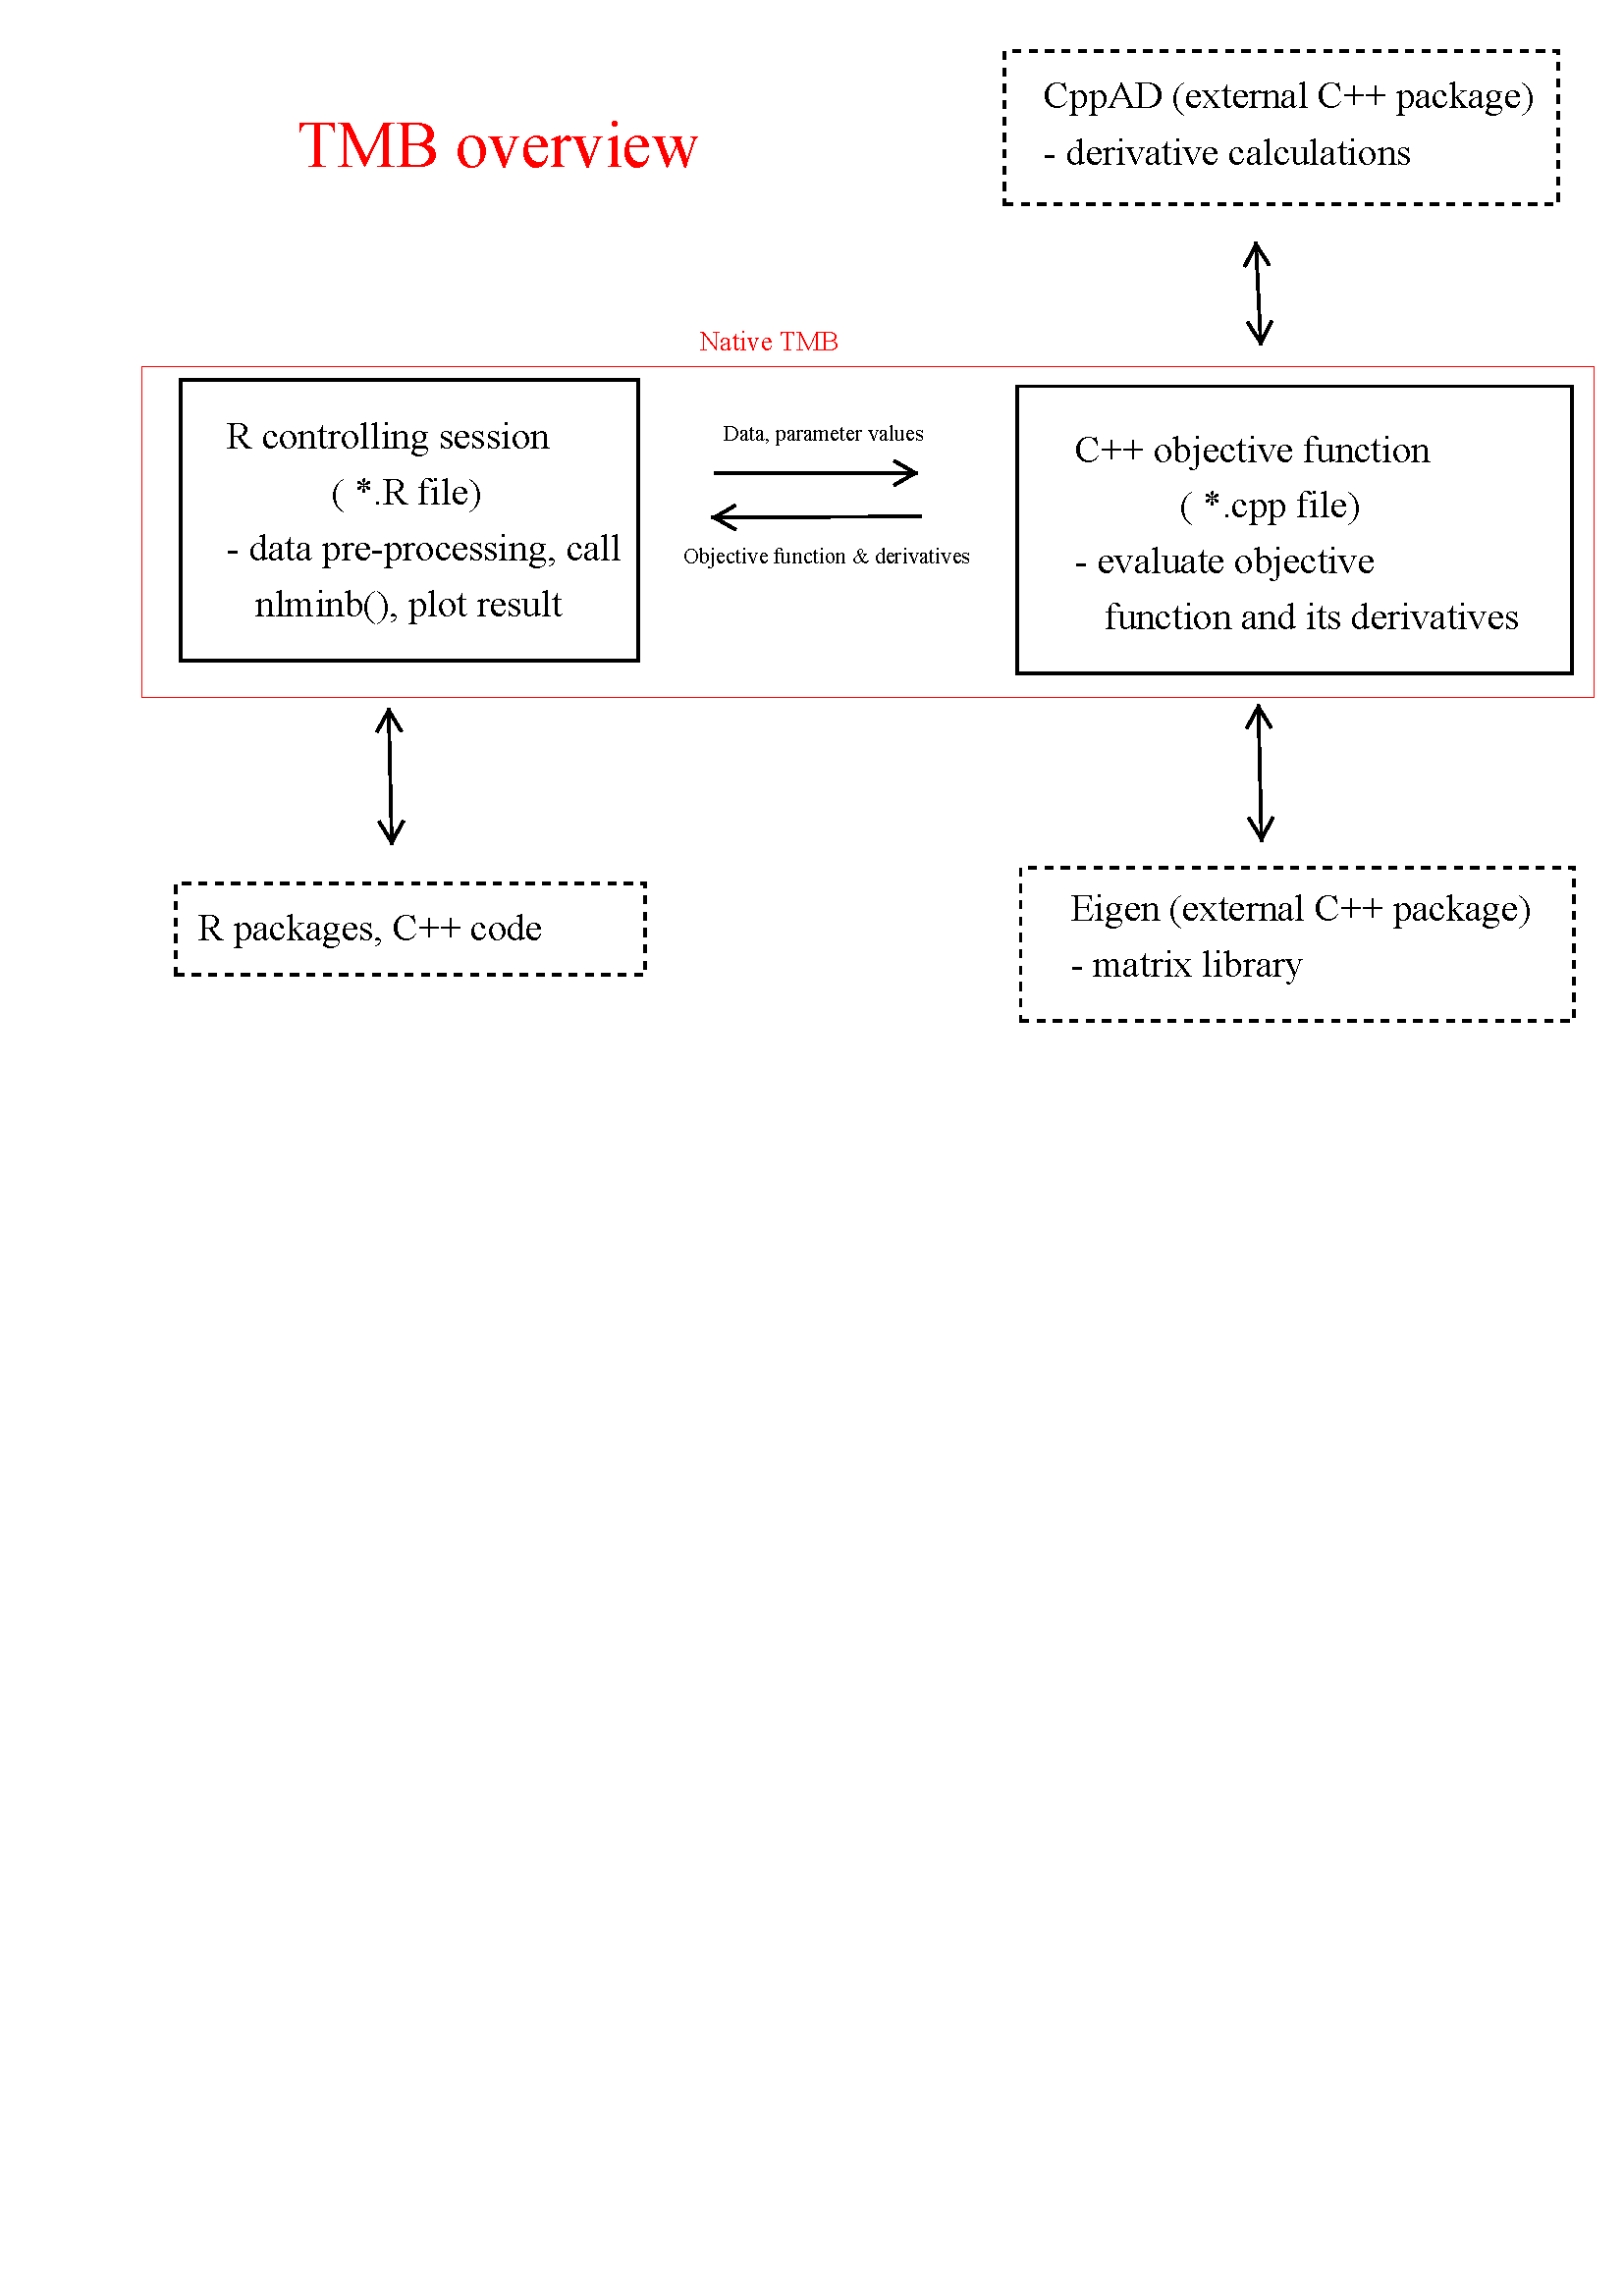 TMB overview
CppAD (external C++ package)
- derivative calculations
Native TMB
R controlling session
( *.R file)
- data pre-processing, call
nlminb(), plot result
Data, parameter values
Objective function & derivatives
C++ objective function
( *.cpp file)
- evaluate objective
function and its derivatives
R packages, C++ code
Eigen (external C++ package)
- matrix library